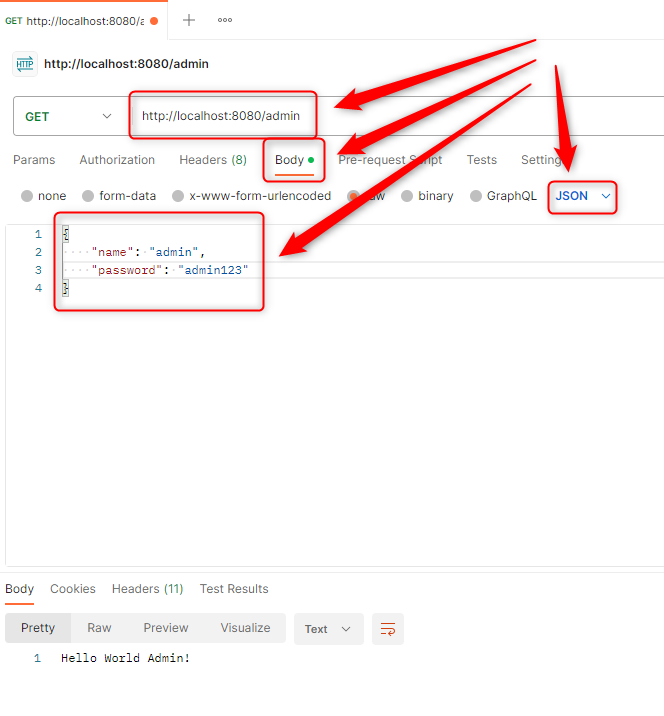 GET http://localhost:8080/a
HTTP http://localhost:8080/admin
GET http://localhost:8080/admin
Params Authorization Headers (8) Body Pre-request Script Tests Setting
none form-data x-www-form-urlencoded raw binary GraphQL JSON
1 {
2 "name": "admin",
3 "password": "admin123"
4 }
Body Cookies Headers (11) Test Results
Pretty Raw Preview Visualize Text
1 Hello World Admin!